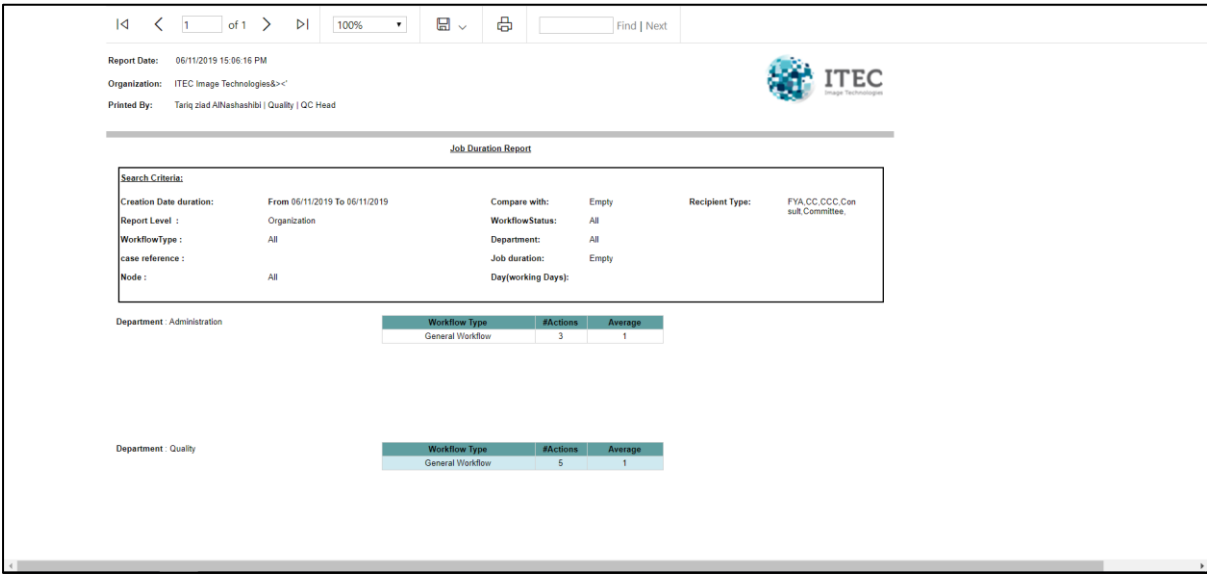 1 of 1 100% Find | Next
Report Date: 06/11/2019 15:06:16 PM
Organization: ITEC Image Technologies&><'
Printed By: Tariq ziad AlNashashibi | Quality | QC Head
ITEC
Image Technologies
Job Duration Report
Search Criteria:
Creation Date duration: From 06/11/2019 To 06/11/2019 Compare with: Empty Recipient Type: FYA,CC,CCC,Con
sult,Committee,
Report Level : Organization WorkflowStatus: All
WorkflowType : All Department: All
case reference : Job duration: Empty
Node : All Day(working Days):
Department : Administration
Workflow Type #Actions Average
General Workflow 3 1
Department : Quality
Workflow Type #Actions Average
General Workflow 5 1